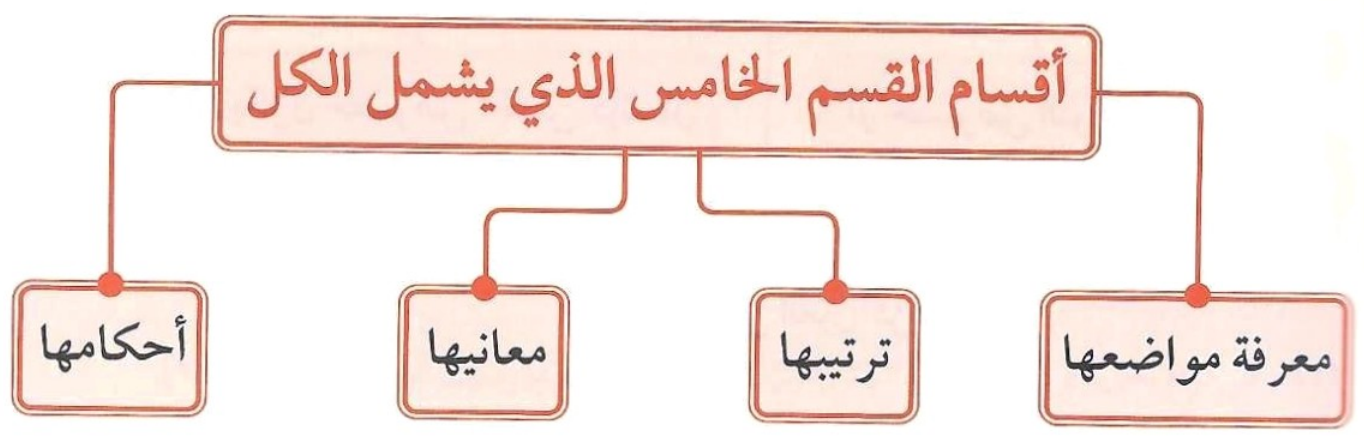 أقسام القسم الخامس الذي يشمل الكل
معرفة مواضعها
ترتيبها
معانيها
أحكامها